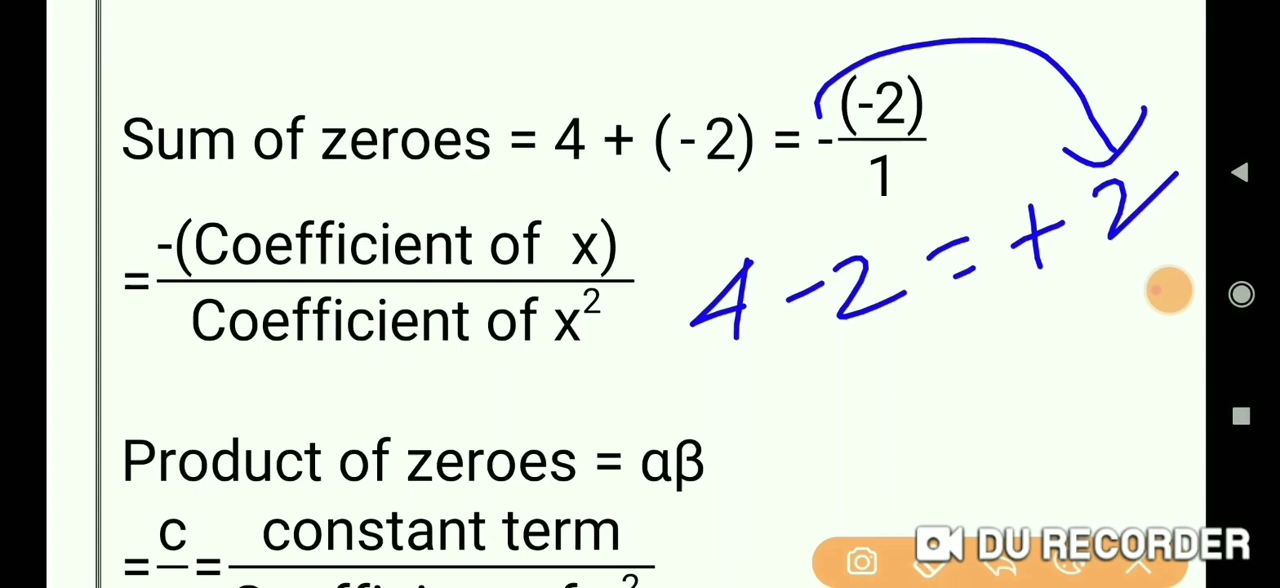 Sum of zeroes = 4 + (-2) = -(-2)/1
= -(Coefficient of x)/Coefficient of x²
4 - 2 = + 2
Product of zeroes = αβ
= c = constant term
DU RECORDER